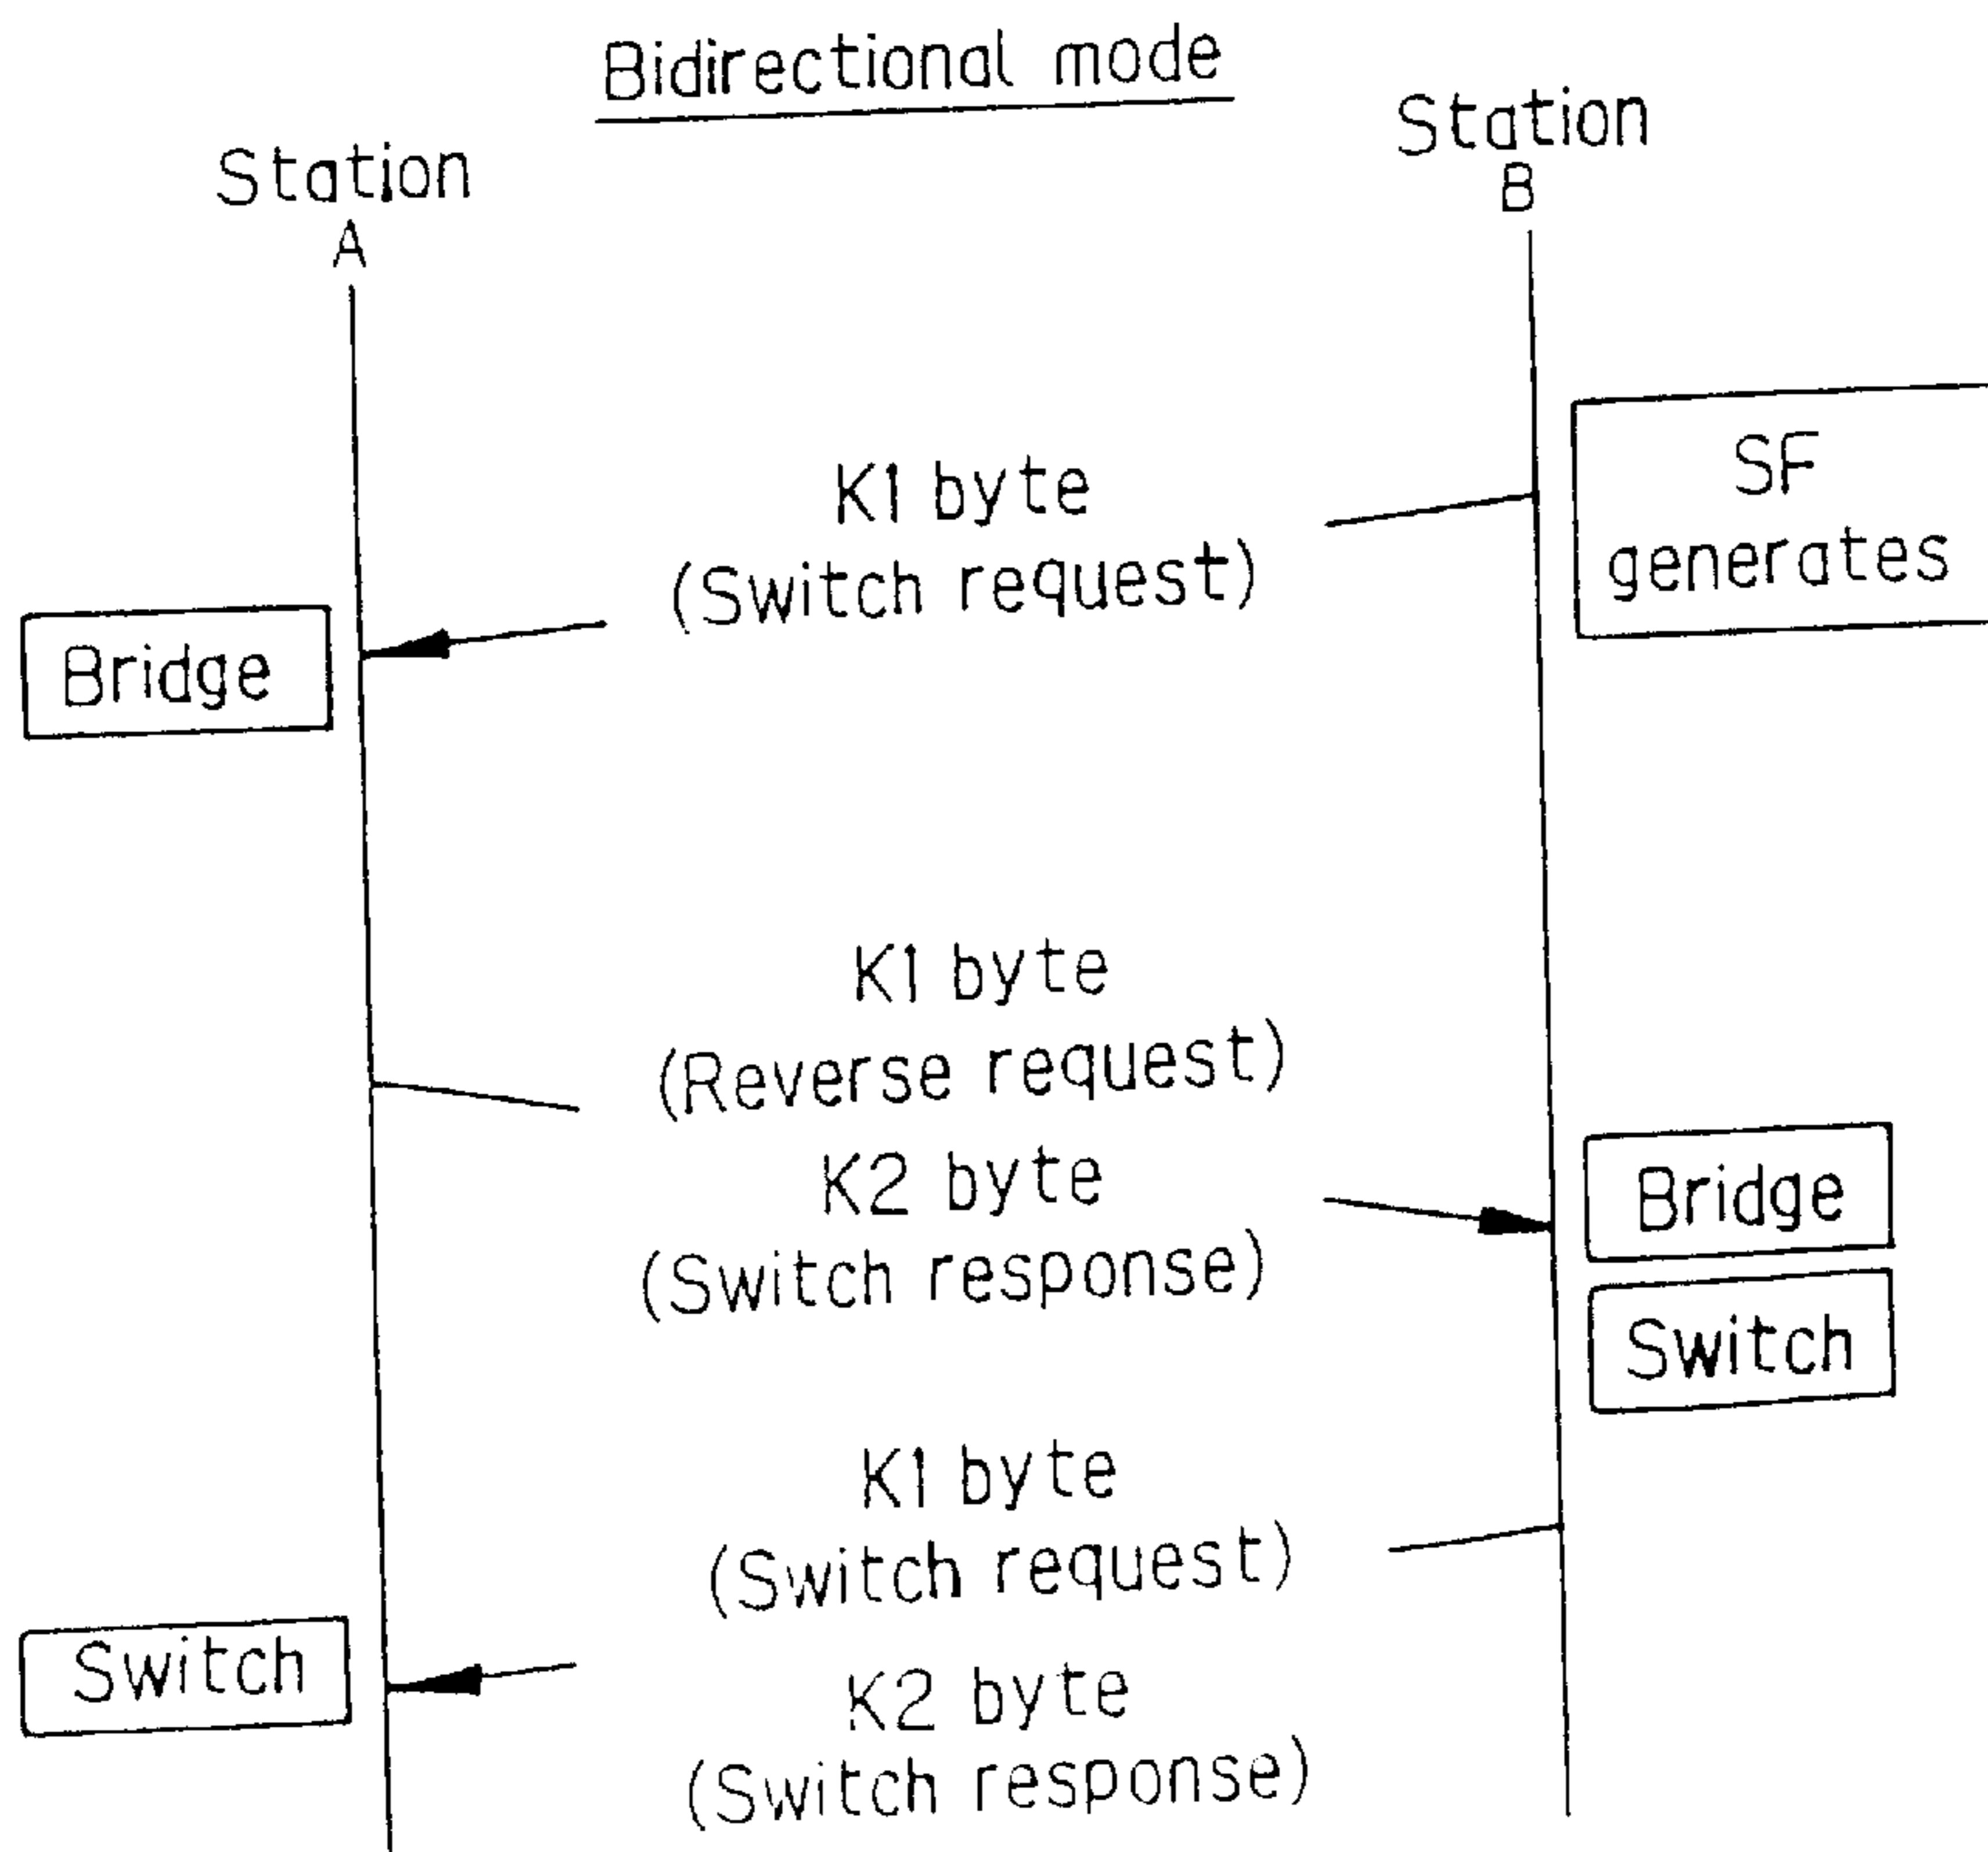 Bidirectional mode
Station
A
Station
B
SF
generates
K1 byte
(Switch request)
Bridge
K1 byte
(Reverse request)
K2 byte
(Switch response)
Bridge
Switch
K1 byte
(Switch request)
Switch
K2 byte
(Switch response)